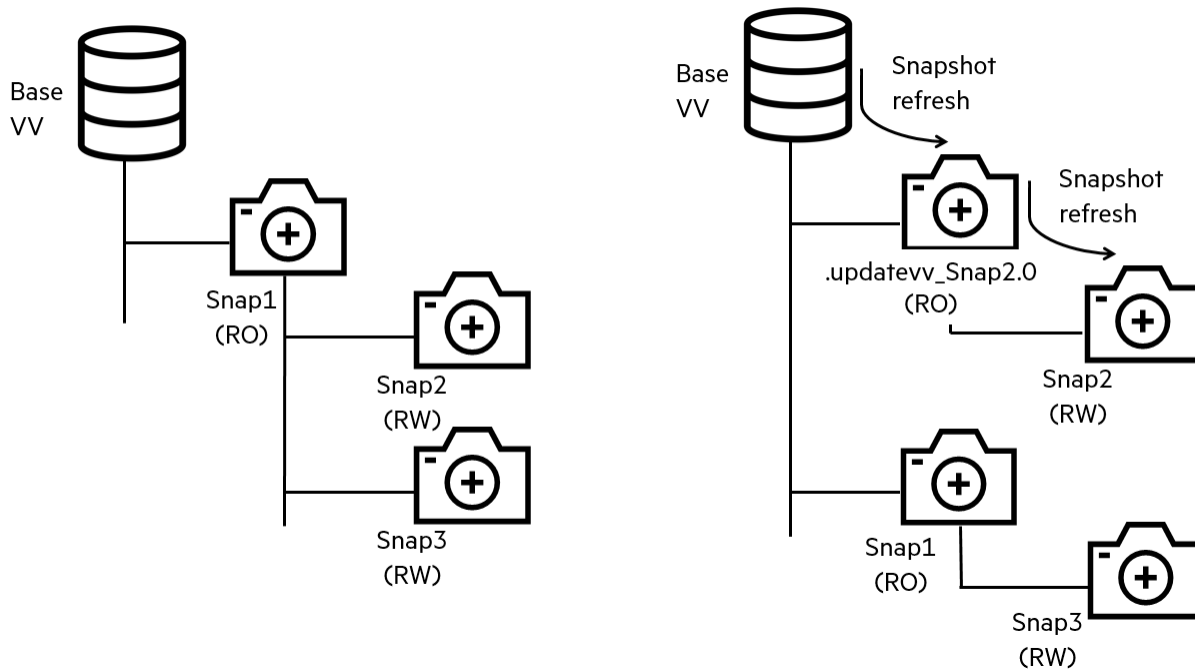 Base
VV
Snap1
(RO)
Snap2
(RW)
Snap3
(RW)
Base
VV
Snapshot
refresh
Snapshot
refresh
.updatevv_Snap2.0
(RO)
Snap2
(RW)
Snap1
(RO)
Snap3
(RW)